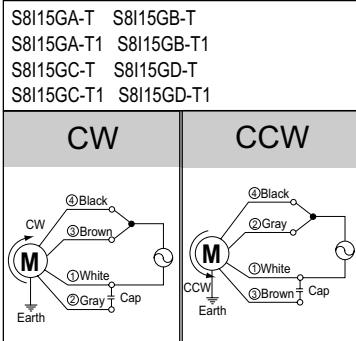 S8I15GA-T S8I15GB-T
S8I15GA-T1 S8I15GB-T1
S8I15GC-T S8I15GD-T
S8I15GC-T1 S8I15GD-T1
CW CCW
④Black
CW
③Brown
M
①White
②Gray Cap
Earth
④Black
②Gray
M
①White
CCW
③Brown Cap
Earth